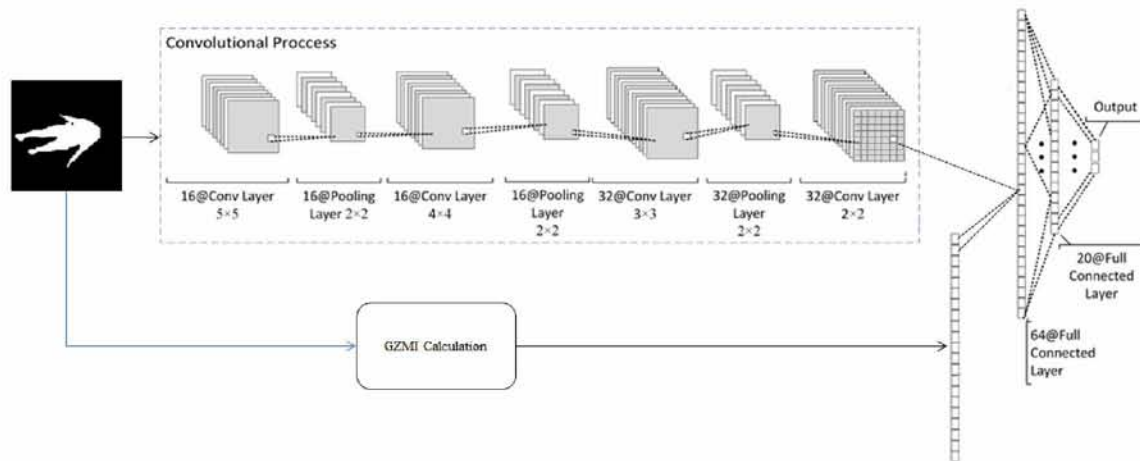 Convolutional Proccess
16@Conv Layer
5×5
16@Pooling
Layer 2×2
16@Conv Layer
4×4
16@Pooling
Layer
2×2
32@Conv Layer
3×3
32@Pooling
Layer
2×2
32@Conv Layer
2×2
Output
20@Full
Connected
Layer
64@Full
Connected
Layer
GZMI Calculation